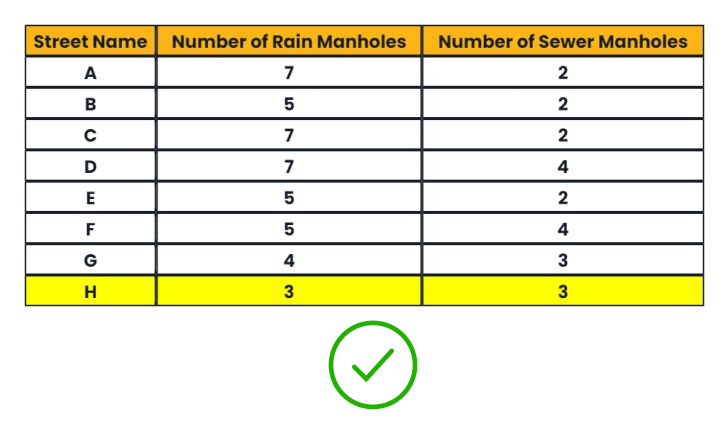 Street Name Number of Rain Manholes Number of Sewer Manholes
A 7 2
B 5 2
C 7 2
D 7 4
E 5 2
F 5 4
G 4 3
H 3 3